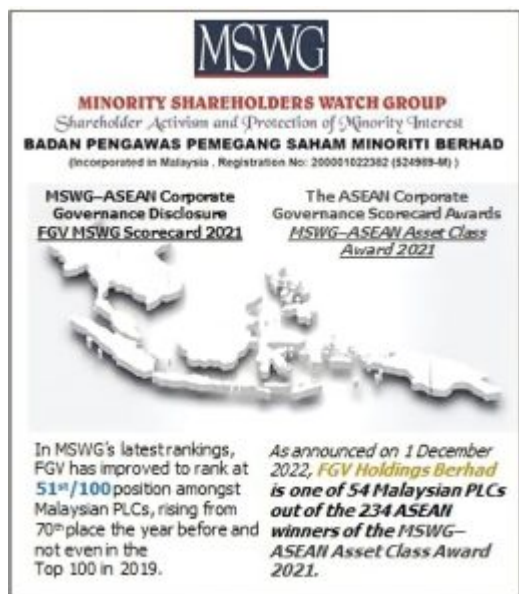 MSWG
MINORITY SHAREHOLDERS WATCH GROUP
Shareholder Activism and Protection of Minority Interest
BADAN PENGAWAS PEMEGANG SAHAM MINORITI BERHAD
(Incorporated in Malaysia . Registration No: 200001022382 (524989-M) )
MSWG–ASEAN Corporate
Governance Disclosure
FGV MSWG Scorecard 2021
The ASEAN Corporate
Governance Scorecard Awards
MSWG–ASEAN Asset Class
Award 2021
In MSWG's latest rankings,
FGV has improved to rank at
51st/100 position amongst
Malaysian PLCs, rising from
70th place the year before and
not even in the
Top 100 in 2019.
As announced on 1 December
2022, FGV Holdings Berhad
is one of 54 Malaysian PLCs
out of the 234 ASEAN
winners of the MSWG–
ASEAN Asset Class Award
2021.